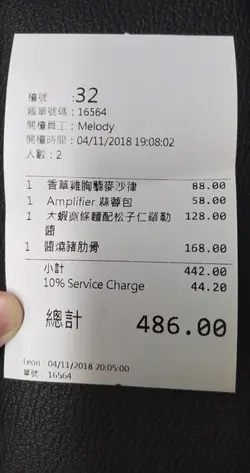 檯號 :32
賬單號碼:16564
開檯員工:Melody
開檯時間:04/11/2018 19:08:02
人數:2
1 香草雞胸藜麥沙律 88.00
1 Amplifier 蒜蓉包 58.00
1 大蝦寬條麵配松子仁羅勒 128.00
醬
1 醬燒豬肋骨 168.00
小計 442.00
10% Service Charge 44.20
總計 486.00
Leon : 04/11/2018 20:05:00
單號: 16564